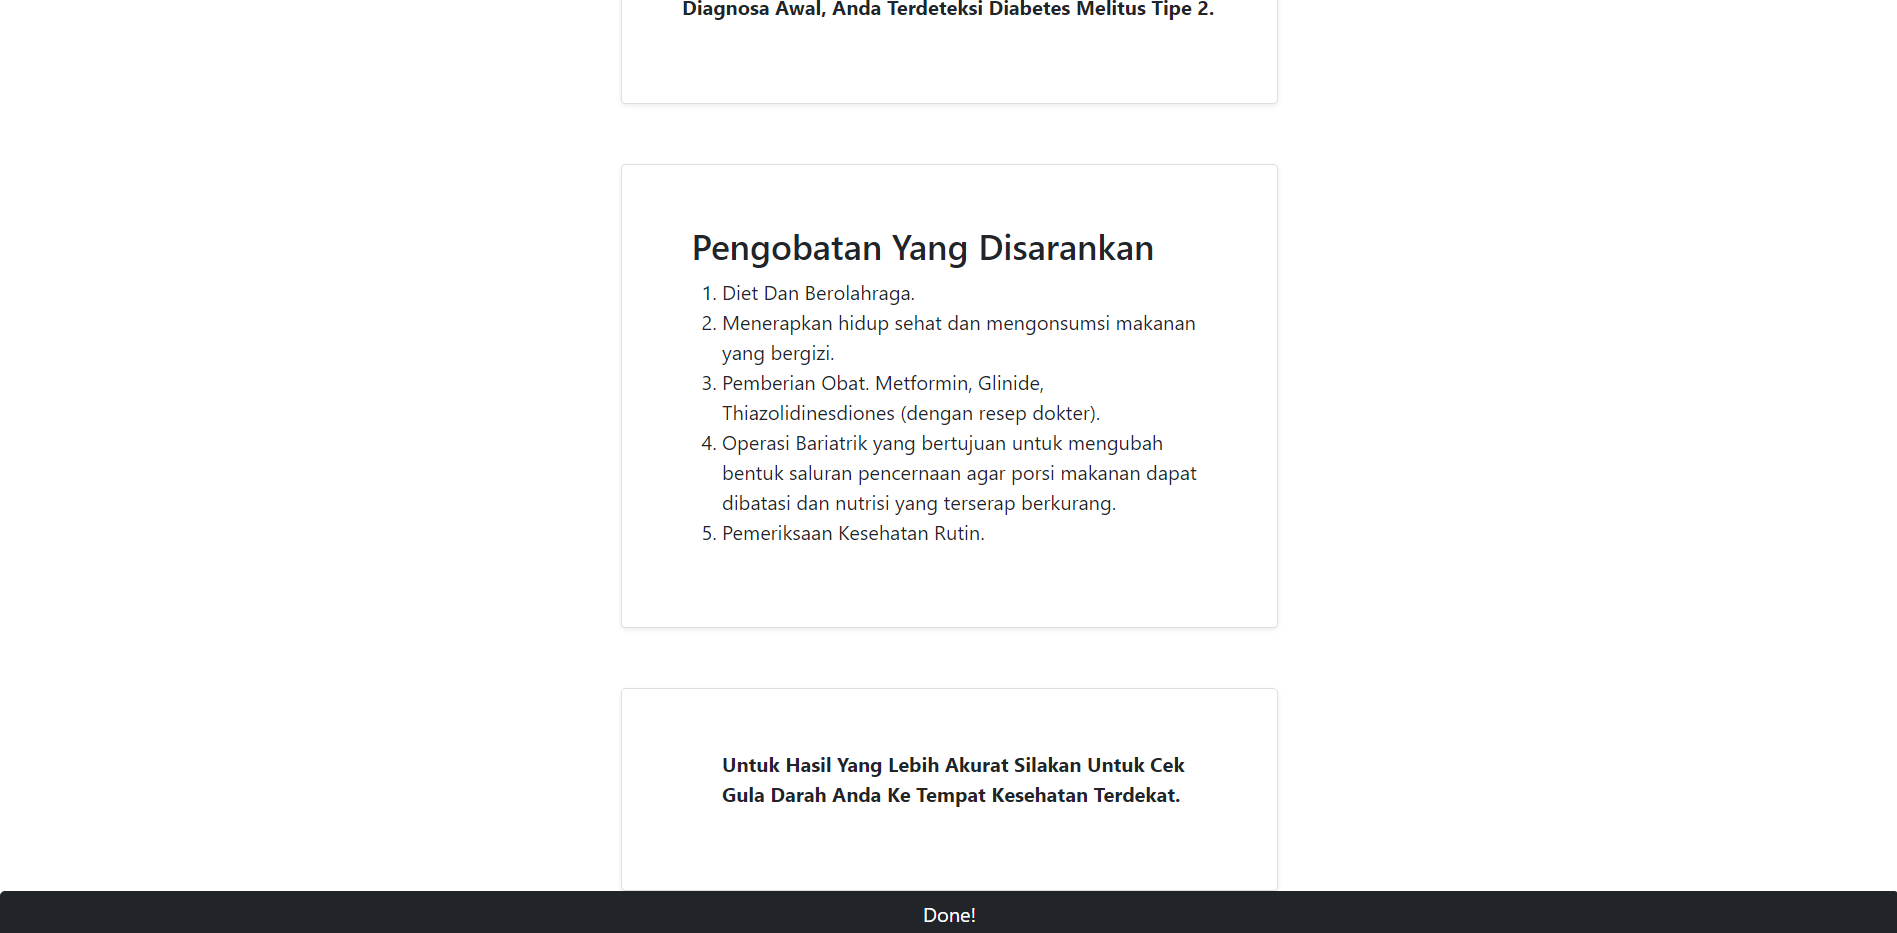 Diagnosa Awal, Anda Terdeteksi Diabetes Melitus Tipe 2.
Pengobatan Yang Disarankan
1. Diet Dan Berolahraga.
2. Menerapkan hidup sehat dan mengonsumsi makanan
yang bergizi.
3. Pemberian Obat. Metformin, Glinide,
Thiazolidinesdiones (dengan resep dokter).
4. Operasi Bariatrik yang bertujuan untuk mengubah
bentuk saluran pencernaan agar porsi makanan dapat
dibatasi dan nutrisi yang terserap berkurang.
5. Pemeriksaan Kesehatan Rutin.
Untuk Hasil Yang Lebih Akurat Silakan Untuk Cek
Gula Darah Anda Ke Tempat Kesehatan Terdekat.
Done!